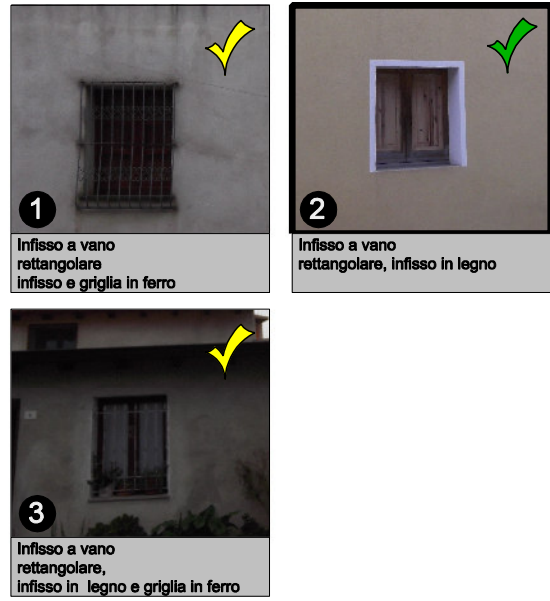 1
Infisso a vano
rettangolare
infisso e griglia in ferro
2
Infisso a vano
rettangolare, infisso in legno
3
Infisso a vano
rettangolare,
infisso in legno e griglia in ferro